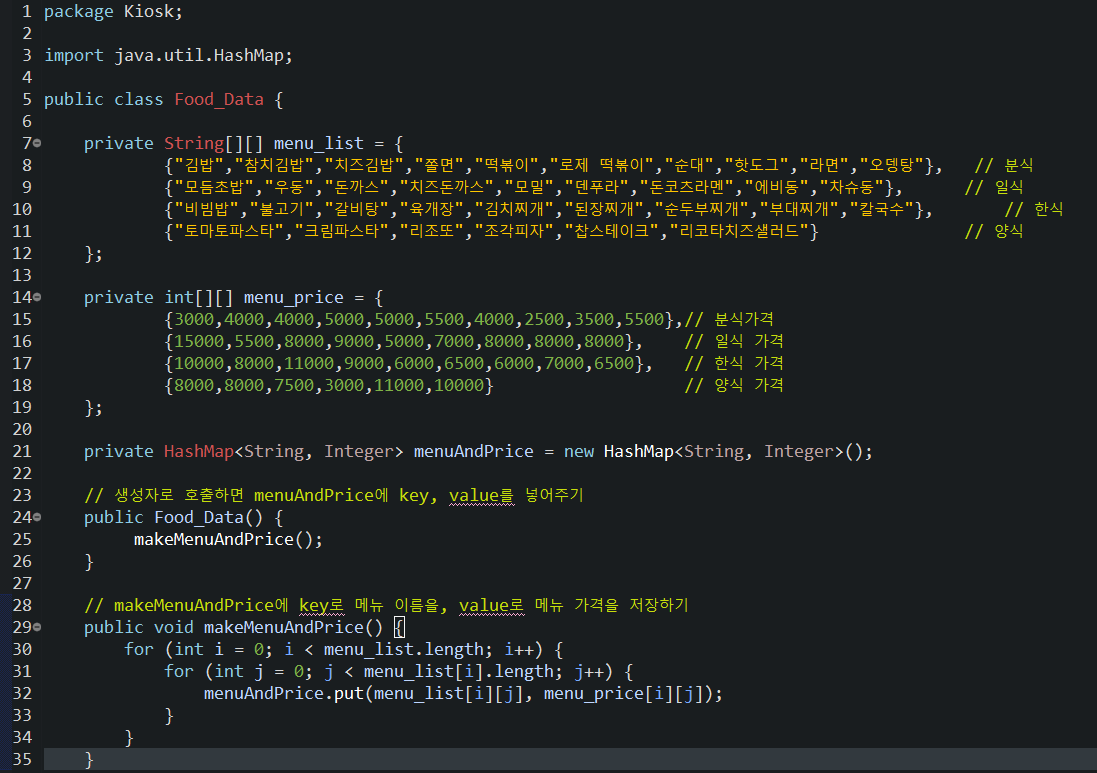 1 package Kiosk;
2
3 import java.util.HashMap;
4
5 public class Food_Data {
6
7 private String[][] menu_list = {
8 {"김밥","참치김밥","치즈김밥","쫄면","떡볶이","로제 떡볶이","순대","핫도그","라면","오뎅탕"}, // 분식
9 {"모듬초밥","우동","돈까스","치즈돈까스","모밀","덴푸라","돈코츠라멘","에비동","차슈동"}, // 일식
10 {"비빔밥","불고기","갈비탕","육개장","김치찌개","된장찌개","순두부찌개","부대찌개","칼국수"}, // 한식
11 {"토마토파스타","크림파스타","리조또","조각피자","찹스테이크","리코타치즈샐러드"} // 양식
12 };
13
14 private int[][] menu_price = {
15 {3000,4000,4000,5000,5000,5500,4000,2500,3500,5500},// 분식가격
16 {15000,5500,8000,9000,5000,7000,8000,8000,8000}, // 일식 가격
17 {10000,8000,11000,9000,6000,6500,6000,7000,6500}, // 한식 가격
18 {8000,8000,7500,3000,11000,10000} // 양식 가격
19 };
20
21 private HashMap<String, Integer> menuAndPrice = new HashMap<String, Integer>();
22
23 // 생성자로 호출하면 menuAndPrice에 key, value를 넣어주기
24 public Food_Data() {
25 makeMenuAndPrice();
26 }
27
28 // makeMenuAndPrice에 key로 메뉴 이름을, value로 메뉴 가격을 저장하기
29 public void makeMenuAndPrice() {
30 for (int i = 0; i < menu_list.length; i++) {
31 for (int j = 0; j < menu_list[i].length; j++) {
32 menuAndPrice.put(menu_list[i][j], menu_price[i][j]);
33 }
34 }
35 }